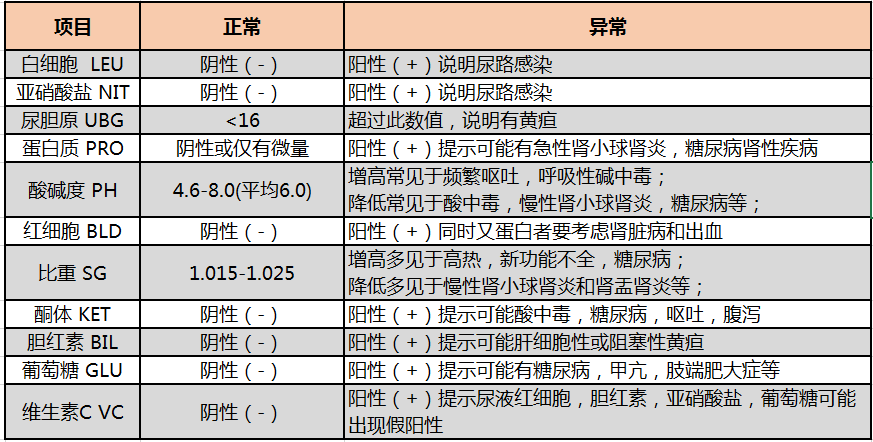 项目 正常 异常
白细胞 LEU 阴性（-） 阳性（+）说明尿路感染
亚硝酸盐 NIT 阴性（-） 阳性（+）说明尿路感染
尿胆原 UBG <16 超过此数值，说明有黄疸
蛋白质 PRO 阴性或仅有微量 阳性（+）提示可能有急性肾小球肾炎，糖尿病肾性疾病
酸碱度 PH 4.6-8.0(平均6.0) 增高常见于频繁呕吐，呼吸性碱中毒；
降低常见于酸中毒，慢性肾小球肾炎，糖尿病等；
红细胞 BLD 阴性（-） 阳性（+）同时又蛋白者要考虑肾脏病和出血
比重 SG 1.015-1.025 增高多见于高热，新功能不全，糖尿病；
降低多见于慢性肾小球肾炎和肾盂肾炎等；
酮体 KET 阴性（-） 阳性（+）提示可能酸中毒，糖尿病，呕吐，腹泻
胆红素 BIL 阴性（-） 阳性（+）提示可能肝细胞性或阻塞性黄疸
葡萄糖 GLU 阴性（-） 阳性（+）提示可能有糖尿病，甲亢，肢端肥大症等
维生素C VC 阴性（-） 阳性（+）提示尿液红细胞，胆红素，亚硝酸盐，葡萄糖可能
出现假阳性